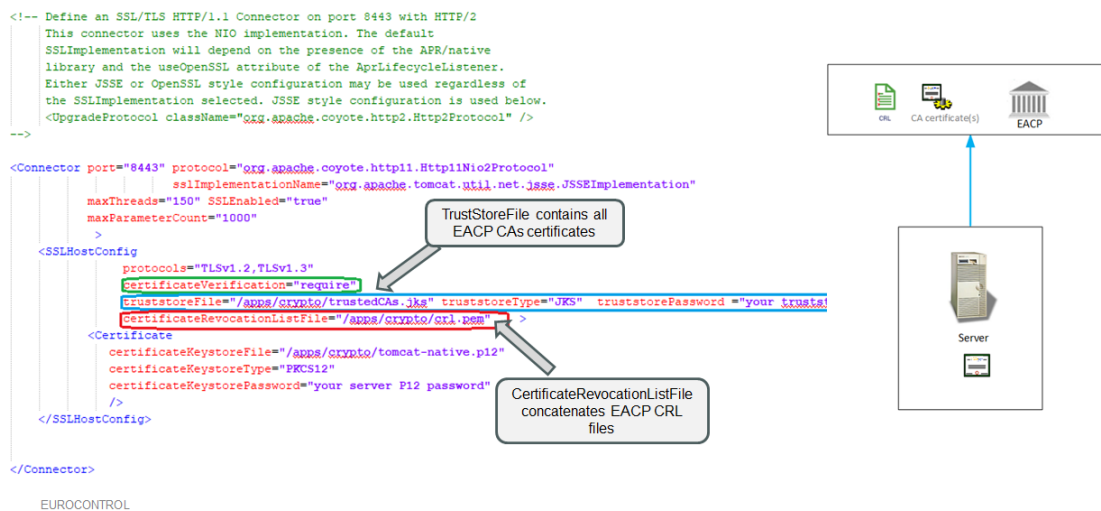 <!-- Define an SSL/TLS HTTP/1.1 Connector on port 8443 with HTTP/2
This connector uses the NIO implementation. The default
SSLImplementation will depend on the presence of the APR/native
library and the useOpenSSL attribute of the AprLifecycleListener.
Either JSSE or OpenSSL style configuration may be used regardless of
the SSLImplementation selected. JSSE style configuration is used below.
<UpgradeProtocol className="org.apache.coyote.http2.Http2Protocol" />
-->
<Connector port="8443" protocol="org.apache.coyote.http11.Http11Nio2Protocol"
sslImplementationName="org.apache.tomcat.util.net.jsse.JSSEImplementation"
maxThreads="150" SSLEnabled="true"
maxParameterCount="1000"
>
<SSLHostConfig
protocols="TLSv1.2,TLSv1.3"
certificateVerification="require"
truststoreFile="/apps/crypto/trustedCAs.jks" truststoreType="JKS" truststorePassword ="your truststs
certificateRevocationListFile="/apps/crypto/crl.pem" >
<Certificate
certificateKeystoreFile="/apps/crypto/tomcat-native.p12"
certificateKeystoreType="PKCS12"
certificateKeystorePassword="your server P12 password"
/>
</SSLHostConfig>
</Connector>
TrustStoreFile contains all
EACP CAs certificates
CertificateRevocationListFile
concatenates EACP CRL
files
CRL
CA certificate(s)
EACP
Server
EUROCONTROL